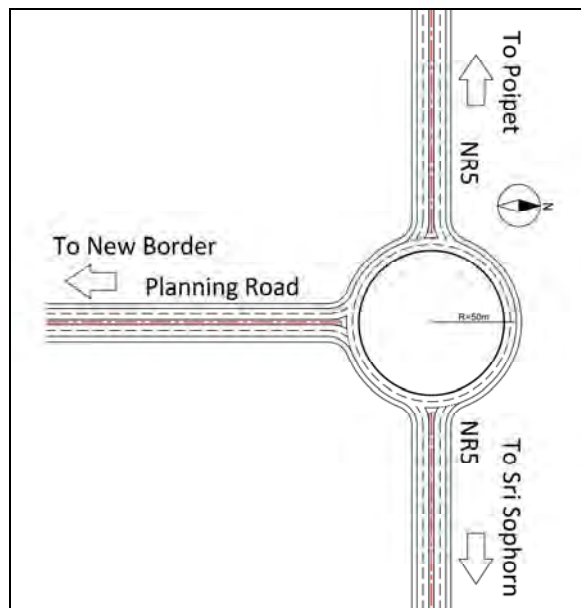 To Poipet
NR5
N
To New Border
Planning Road
R=50m
NR5
To Sri Sophorn